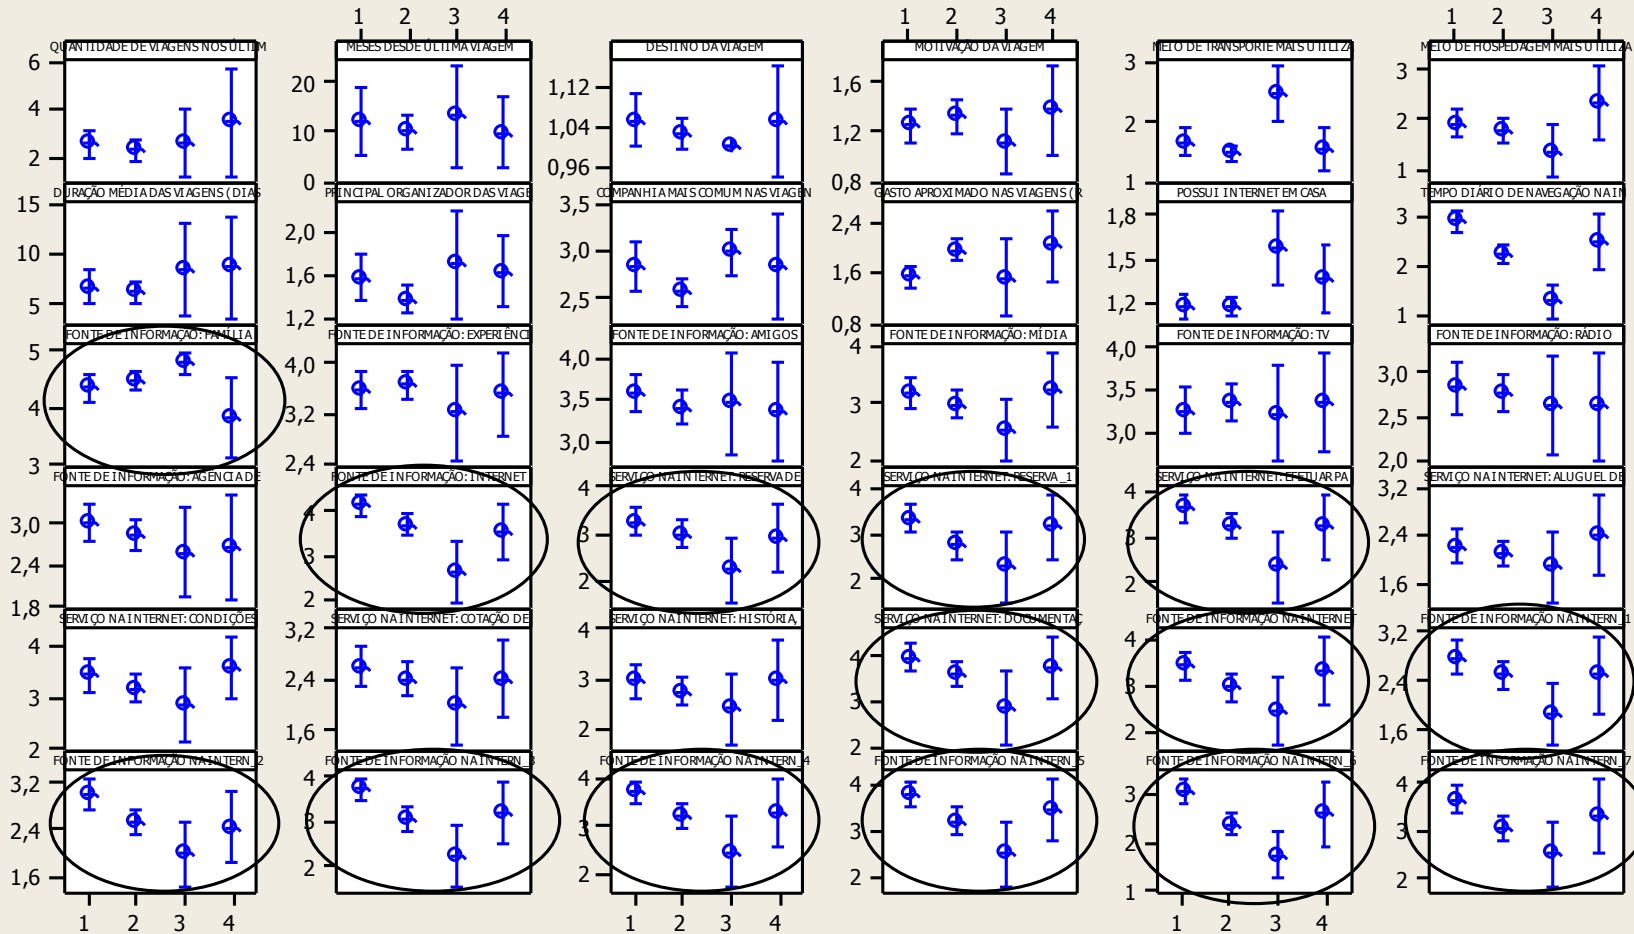 1 2 3 4 1 2 3 4 1 2 3 4
QUANTIDADE DE VIAGENS NOS ÚLTIM MESES DESDE ÚLTIMA VIAGEM DESTINO DA VIAGEM MOTIVAÇÃO DA VIAGEM MEIO DE TRANSPORTE MAIS UTILIZA MEIO DE HOSPEDAGEM MAIS UTILIZA
6 20 1,12 1,6 3 3
4 10 1,04 1,2 2 2
2 0 0,96 0,8 1 1
DURAÇÃO MÉDIA DAS VIAGENS (DIAS PRINCIPAL ORGANIZADOR DAS VIAGE COMPANHIA MAIS COMUM NAS VIAGEN GASTO APROXIMADO NAS VIAGENS (R POSSUI INTERNET EM CASA TEMPO DIÁRIO DE NAVEGAÇÃO NA IN
15 2,0 3,5 2,4 1,8 3
10 1,6 3,0 1,6 1,5 2
5 1,2 2,5 0,8 1,2 1
FONTE DE INFORMAÇÃO: FAMÍLIA FONTE DE INFORMAÇÃO: EXPERIÊNCI FONTE DE INFORMAÇÃO: AMIGOS FONTE DE INFORMAÇÃO: MÍDIA FONTE DE INFORMAÇÃO: TV FONTE DE INFORMAÇÃO: RÁDIO
5 4,0 4,0 4 4,0 3,0
4 3,2 3,5 3 3,5 2,5
3 2,4 3,0 2 3,0 2,0
FONTE DE INFORMAÇÃO: AGÊNCIA DE FONTE DE INFORMAÇÃO: INTERNET SERVIÇO NA INTERNET: RESERVA DE SERVIÇO NA INTERNET: RESERVA_1 SERVIÇO NA INTERNET: EFETUAR PA SERVIÇO NA INTERNET: ALUGUEL DE
3,0 4 4 4 4 3,2
2,4 3 3 3 3 2,4
1,8 2 2 2 2 1,6
SERVIÇO NA INTERNET: CONDIÇÕES SERVIÇO NA INTERNET: COTAÇÃO DE SERVIÇO NA INTERNET: HISTÓRIA, SERVIÇO NA INTERNET: DOCUMENTAÇ FONTE DE INFORMAÇÃO NA INTERNET FONTE DE INFORMAÇÃO NA INTERN_1
4 3,2 4 4 4 3,2
3 2,4 3 3 3 2,4
2 1,6 2 2 2 1,6
FONTE DE INFORMAÇÃO NA INTERN_2 FONTE DE INFORMAÇÃO NA INTERN_3 FONTE DE INFORMAÇÃO NA INTERN_4 FONTE DE INFORMAÇÃO NA INTERN_5 FONTE DE INFORMAÇÃO NA INTERN_6 FONTE DE INFORMAÇÃO NA INTERN_7
3,2 4 4 4 3 4
2,4 3 3 3 2 3
1,6 2 2 2 1 2
1 2 3 4 1 2 3 4 1 2 3 4